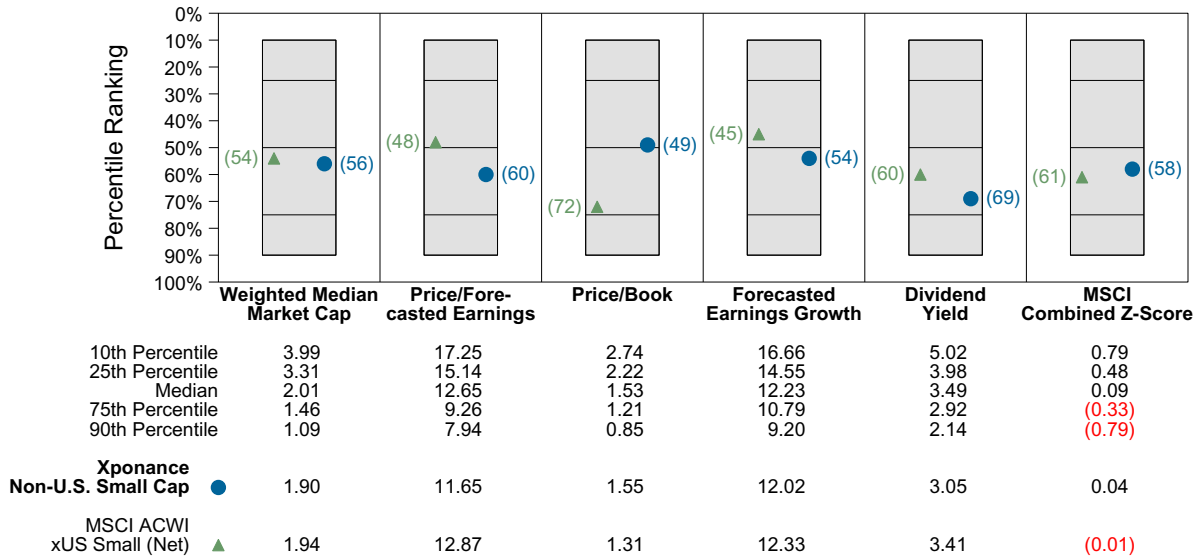 Percentile Ranking
0%
10%
20%
30%
40%
50%
60%
70%
80%
90%
100%
(54) (56)
(48) (60)
(72) (49)
(45) (54)
(60) (69)
(61) (58)
Weighted Median
Market Cap
Price/Fore-
casted Earnings
Price/Book
Forecasted
Earnings Growth
Dividend
Yield
MSCI
Combined Z-Score
10th Percentile 3.99 17.25 2.74 16.66 5.02 0.79
25th Percentile 3.31 15.14 2.22 14.55 3.98 0.48
Median 2.01 12.65 1.53 12.23 3.49 0.09
75th Percentile 1.46 9.26 1.21 10.79 2.92 (0.33)
90th Percentile 1.09 7.94 0.85 9.20 2.14 (0.79)
Xponance
Non-U.S. Small Cap 1.90 11.65 1.55 12.02 3.05 0.04
MSCI ACWI
xUS Small (Net) 1.94 12.87 1.31 12.33 3.41 (0.01)